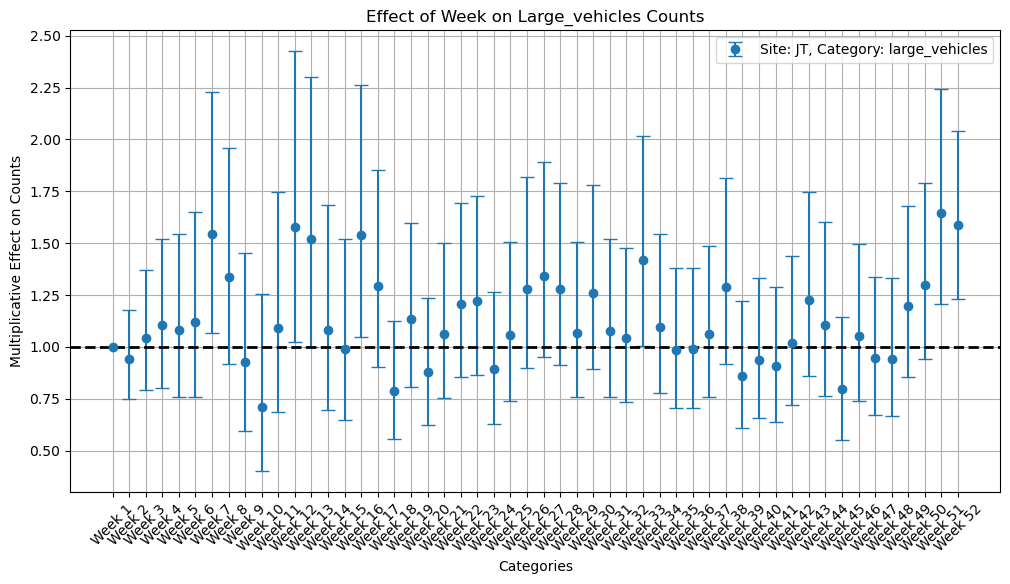 Effect of Week on Large_vehicles Counts
Multiplicative Effect on Counts
2.50
2.25
2.00
1.75
1.50
1.25
1.00
0.75
0.50
Site: JT, Category: large_vehicles
Week 1
Week 2
Week 3
Week 4
Week 5
Week 6
Week 7
Week 8
Week 9
Week 10
Week 11
Week 12
Week 13
Week 14
Week 15
Week 16
Week 17
Week 18
Week 19
Week 20
Week 21
Week 22
Week 23
Week 24
Week 25
Week 26
Week 27
Week 28
Week 29
Week 30
Week 31
Week 32
Week 33
Week 34
Week 35
Week 36
Week 37
Week 38
Week 39
Week 40
Week 41
Week 42
Week 43
Week 44
Week 45
Week 46
Week 47
Week 48
Week 49
Week 50
Week 51
Week 52
Categories